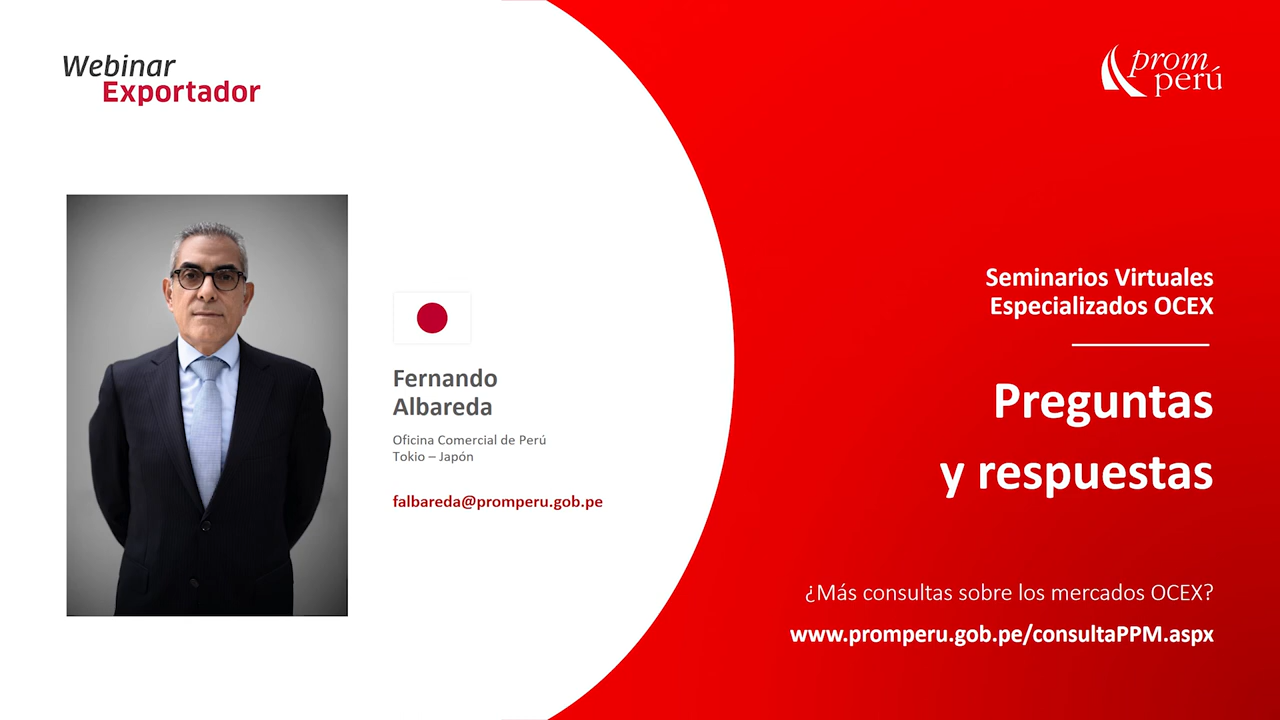 Webinar
Exportador
prom
perú
Fernando
Albareda
Oficina Comercial de Perú
Tokio – Japón
falbareda@promperu.gob.pe
Seminarios Virtuales
Especializados OCEX
Preguntas
y respuestas
¿Más consultas sobre los mercados OCEX?
www.promperu.gob.pe/consultaPPM.aspx